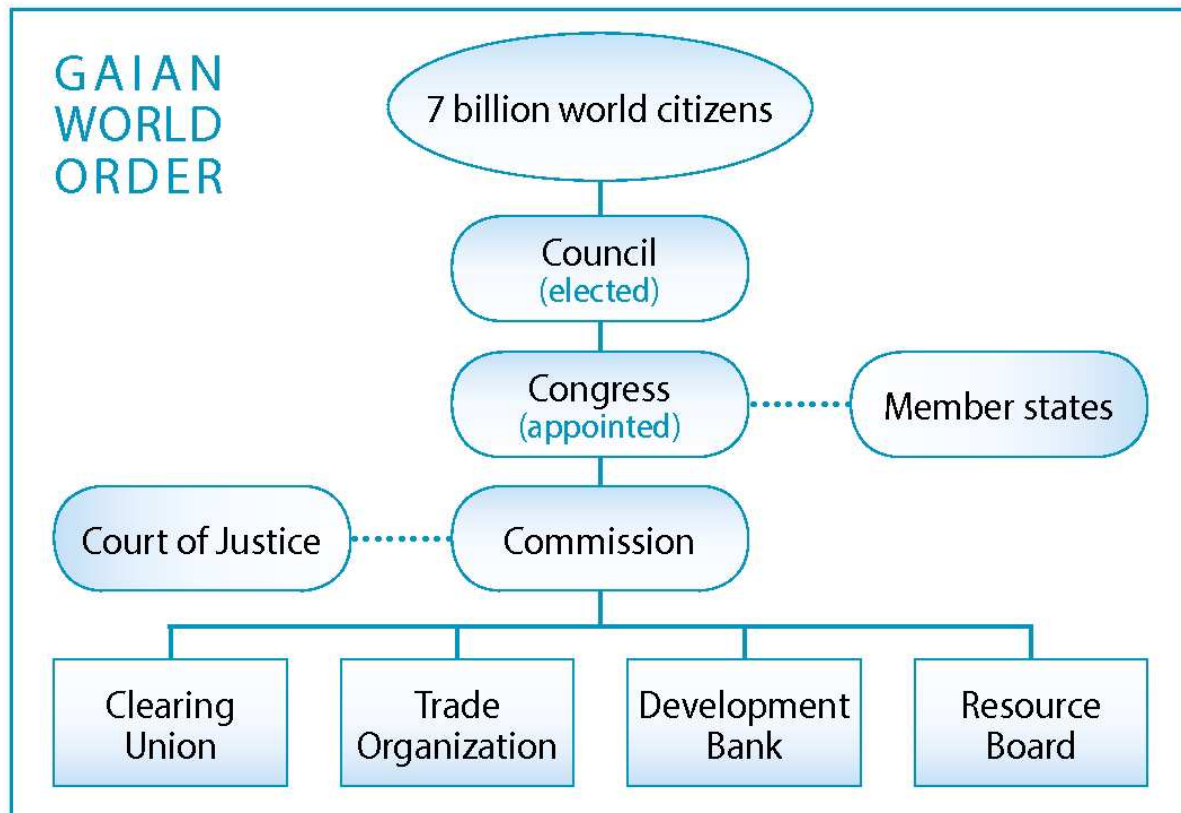 GAIAN
WORLD
ORDER
7 billion world citizens
Council
(elected)
Congress
(appointed)
Member states
Court of Justice
Commission
Clearing
Union
Trade
Organization
Development
Bank
Resource
Board